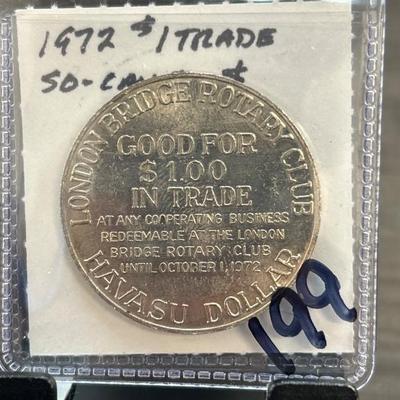 1972 $1 TRADE
SO-CA
LONDON BRIDGE ROTARY CLUB
GOOD FOR
$1.00
IN TRADE
AT ANY COOPERATING BUSINESS
REDEEMABLE AT THE LONDON
BRIDGE ROTARY CLUB
UNTIL OCTOBER 1, 1972
HAVASU DOLLAR
199